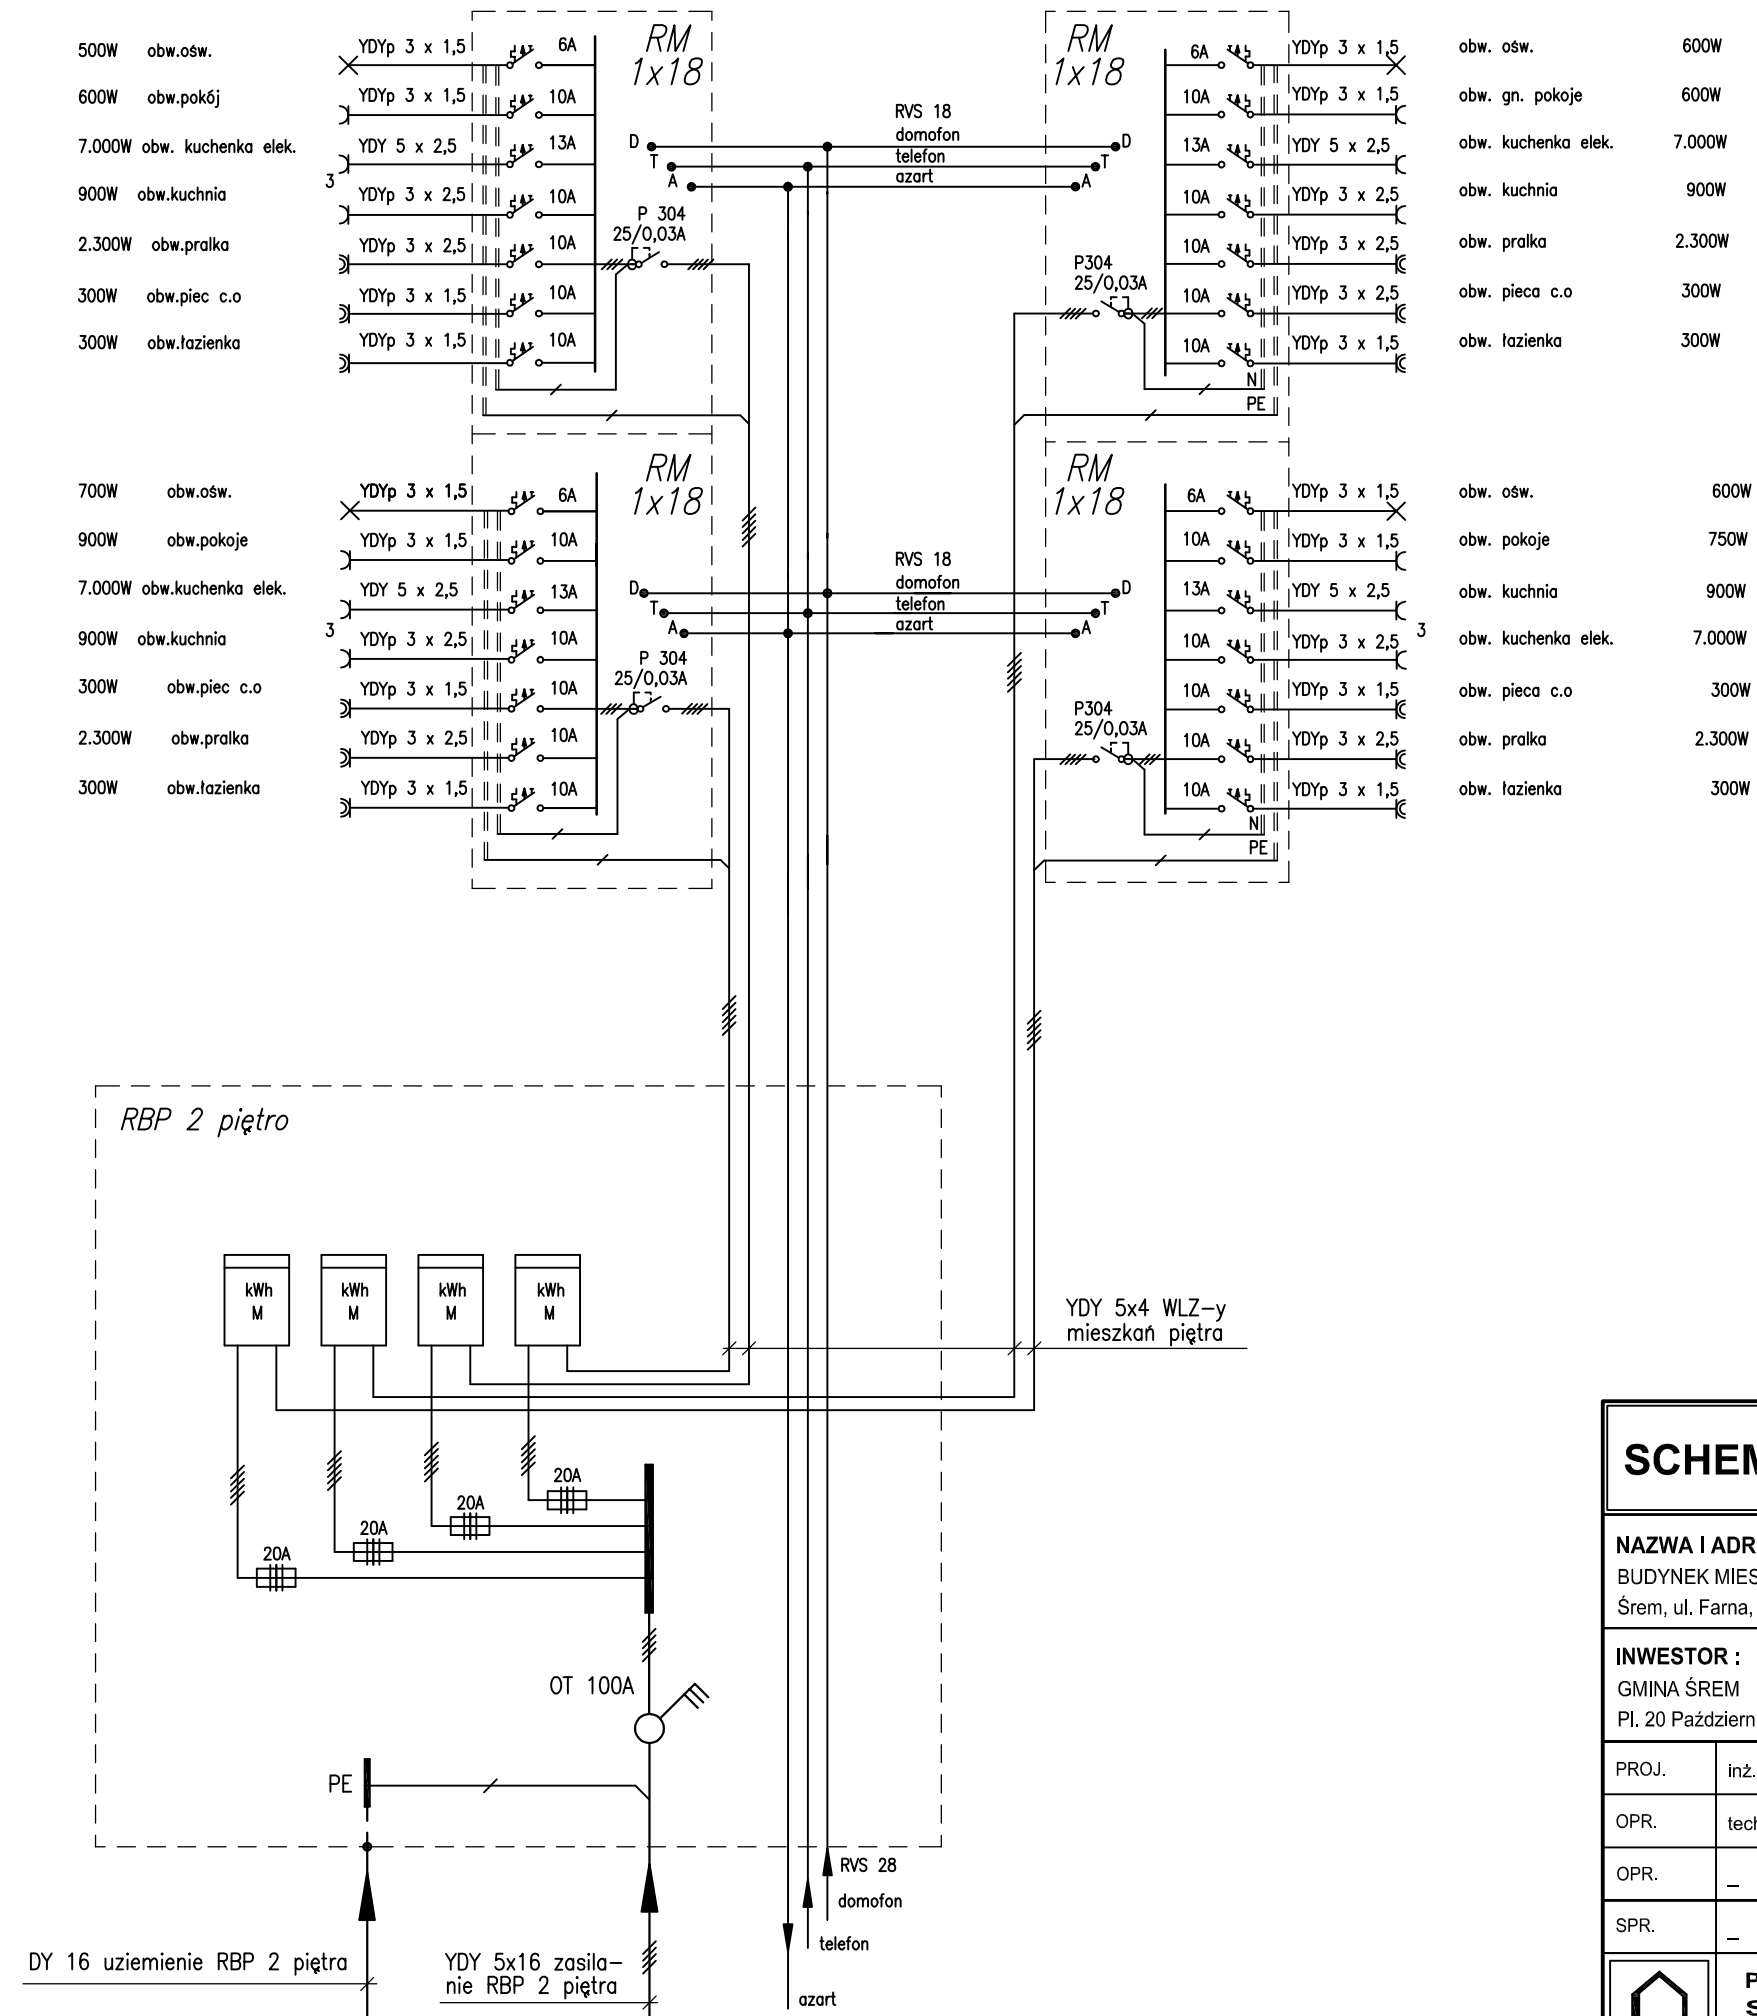 500W obw.ośw. YDYp 3 x 1,5 6A
600W obw.pokój YDYp 3 x 1,5 10A
7.000W obw. kuchenka elek. YDY 5 x 2,5 13A
3
900W obw.kuchnia YDYp 3 x 2,5 10A
2.300W obw.pralka YDYp 3 x 2,5 10A
300W obw.piec c.o YDYp 3 x 1,5 10A
300W obw.łazienka YDYp 3 x 1,5 10A
RM
1x18
P 304
25/0,03A
D
T
A
RVS 18
domofon
telefon
azart
D
T
A
RM
1x18
P304
25/0,03A
6A YDYp 3 x 1,5 obw. ośw. 600W
10A YDYp 3 x 1,5 obw. gn. pokoje 600W
13A YDY 5 x 2,5 obw. kuchenka elek. 7.000W
10A YDYp 3 x 2,5 obw. kuchnia 900W
10A YDYp 3 x 2,5 obw. pralka 2.300W
10A YDYp 3 x 2,5 obw. pieca c.o 300W
10A YDYp 3 x 1,5 obw. łazienka 300W
N
PE
700W obw.ośw. YDYp 3 x 1,5 6A
900W obw.pokoje YDYp 3 x 1,5 10A
7.000W obw.kuchenka elek. YDY 5 x 2,5 13A
3
900W obw.kuchnia YDYp 3 x 2,5 10A
300W obw.piec c.o YDYp 3 x 1,5 10A
2.300W obw.pralka YDYp 3 x 2,5 10A
300W obw.łazienka YDYp 3 x 1,5 10A
RM
1x18
P 304
25/0,03A
D
T
A
RVS 18
domofon
telefon
azart
D
T
A
RM
1x18
P304
25/0,03A
6A YDYp 3 x 1,5 obw. ośw. 600W
10A YDYp 3 x 1,5 obw. pokoje 750W
13A YDY 5 x 2,5 obw. kuchnia 900W
10A YDYp 3 x 2,5 3 obw. kuchenka elek. 7.000W
10A YDYp 3 x 1,5 obw. pieca c.o 300W
10A YDYp 3 x 2,5 obw. pralka 2.300W
10A YDYp 3 x 1,5 obw. łazienka 300W
N
PE
RBP 2 piętro
kWh
M
kWh
M
kWh
M
kWh
M
YDY 5x4 WLZ-y
mieszkań piętra
20A
20A
20A
20A
OT 100A
PE
RVS 28
domofon
telefon
azart
DY 16 uziemienie RBP 2 piętra
YDY 5x16 zasila-
nie RBP 2 piętra
SCHEM
NAZWA I ADR
BUDYNEK MIES
Śrem, ul. Farna,
INWESTOR :
GMINA ŚREM
Pl. 20 Październ
PROJ. inż.
OPR. tech
OPR. _
SPR. _